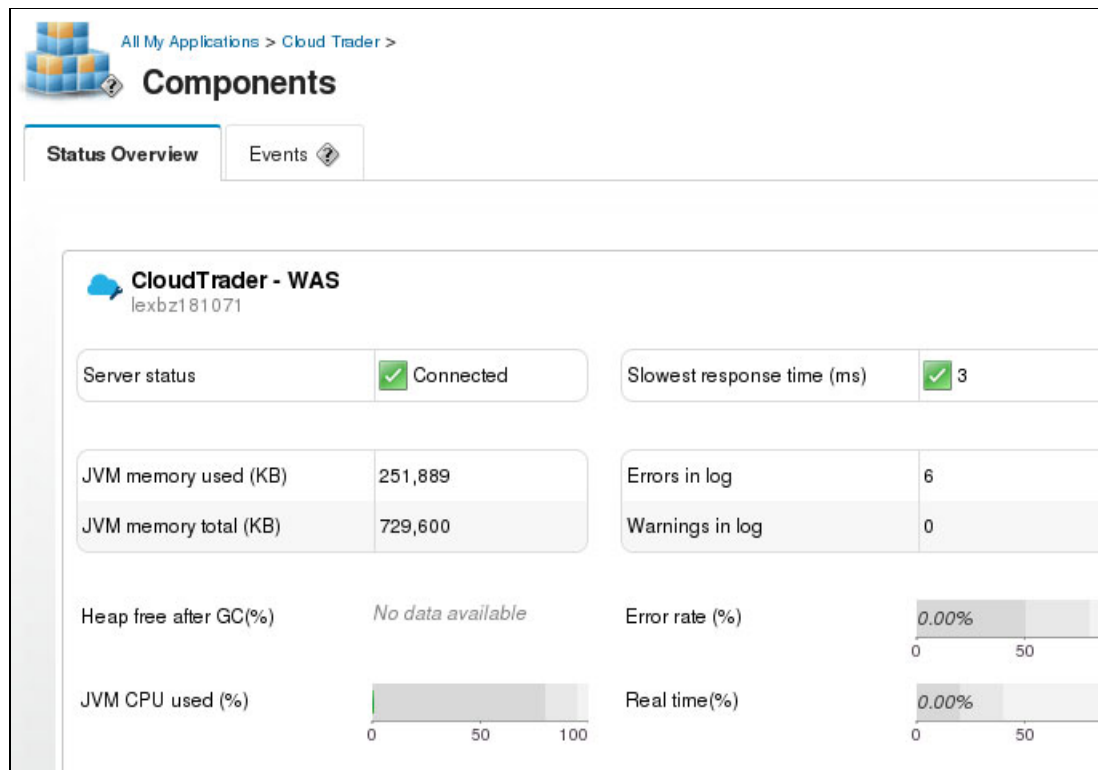 All My Applications > Cloud Trader >
Components
Status Overview
Events
CloudTrader - WAS
lexbz181071
Server status
Connected
Slowest response time (ms)
3
JVM memory used (KB)
251,889
Errors in log
6
JVM memory total (KB)
729,600
Warnings in log
0
Heap free after GC(%)
No data available
Error rate (%)
0.00%
0 50
JVM CPU used (%)
0 50 100
Real time(%)
0.00%
0 50